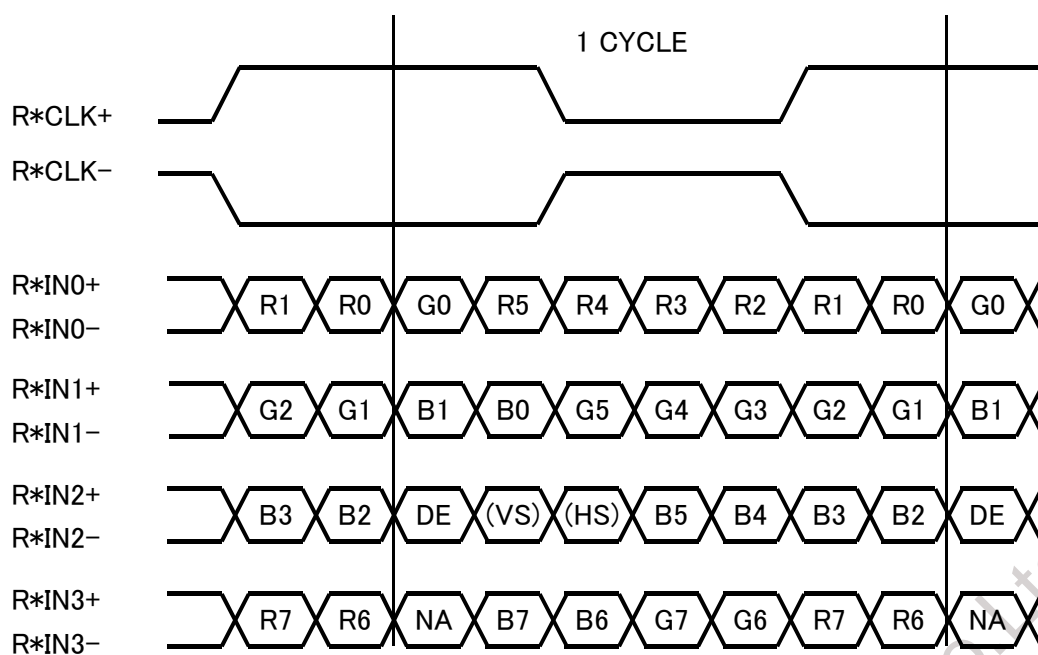 1 CYCLE
R*CLK+
R*CLK-
R*IN0+
R1 R0 G0 R5 R4 R3 R2 R1 R0 G0
R*IN0-
R*IN1+
G2 G1 B1 B0 G5 G4 G3 G2 G1 B1
R*IN1-
R*IN2+
B3 B2 DE (VS) (HS) B5 B4 B3 B2 DE
R*IN2-
R*IN3+
R7 R6 NA B7 B6 G7 G6 R7 R6 NA
R*IN3-